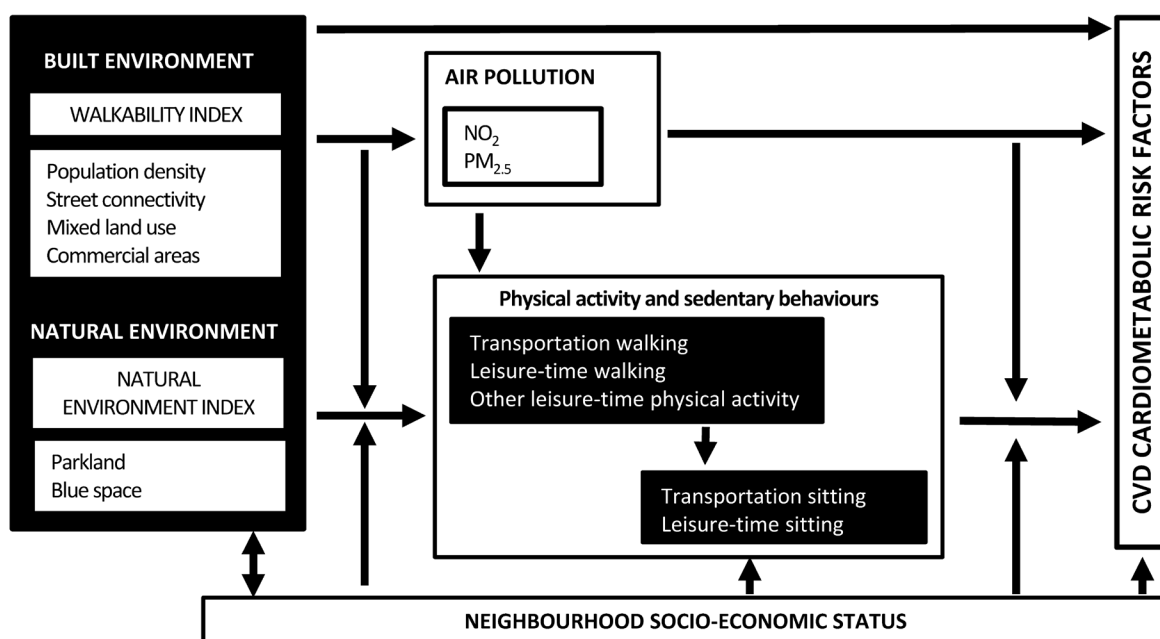 BUILT ENVIRONMENT
WALKABILITY INDEX
Population density
Street connectivity
Mixed land use
Commercial areas
NATURAL ENVIRONMENT
NATURAL
ENVIRONMENT INDEX
Parkland
Blue space
AIR POLLUTION
NO₂
PM₂.₅
Physical activity and sedentary behaviours
Transportation walking
Leisure-time walking
Other leisure-time physical activity
Transportation sitting
Leisure-time sitting
CVD CARDIOMETABOLIC RISK FACTORS
NEIGHBOURHOOD SOCIO-ECONOMIC STATUS